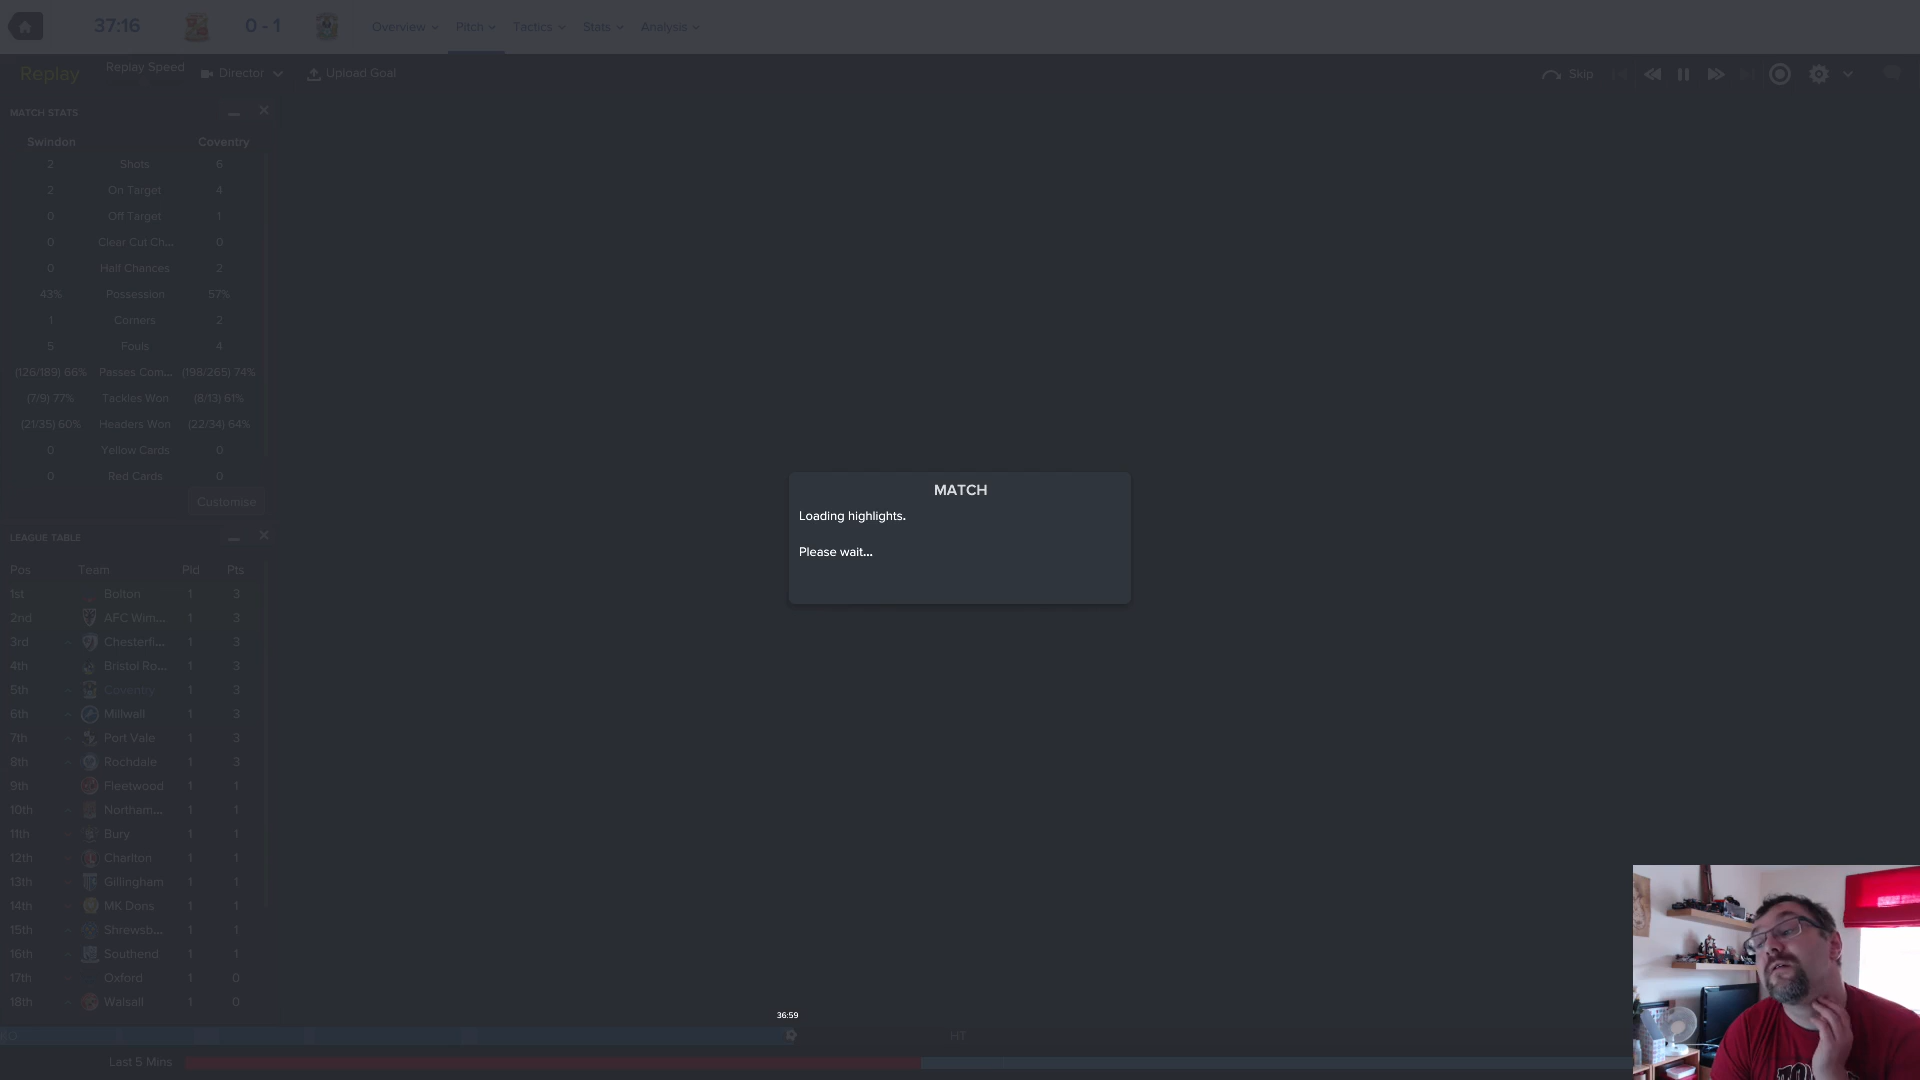 37:16 0 - 1 Overview Pitch Tactics Stats Analysis
Replay Replay Speed Director Upload Goal Skip
MATCH STATS
Swindon Coventry
2 Shots 6
2 On Target 4
0 Off Target 1
0 Clear Cut Ch... 0
0 Half Chances 2
43% Possession 57%
1 Corners 2
5 Fouls 4
(126/189) 66% Passes Com... (198/265) 74%
(7/9) 77% Tackles Won (8/13) 61%
(21/35) 60% Headers Won (22/34) 64%
0 Yellow Cards 0
0 Red Cards 0
Customise
MATCH
Loading highlights.
Please wait...
LEAGUE TABLE
Pos Team Pld Pts
1st Bolton 1 3
2nd AFC Wim... 1 3
3rd Chesterfi... 1 3
4th Bristol Ro... 1 3
5th Coventry 1 3
6th Millwall 1 3
7th Port Vale 1 3
8th Rochdale 1 3
9th Fleetwood 1 1
10th Northam... 1 1
11th Bury 1 1
12th Charlton 1 1
13th Gillingham 1 1
14th MK Dons 1 1
15th Shrewsb... 1 1
16th Southend 1 1
17th Oxford 1 0
18th Walsall 1 0
36:59
HT
Last 5 Mins